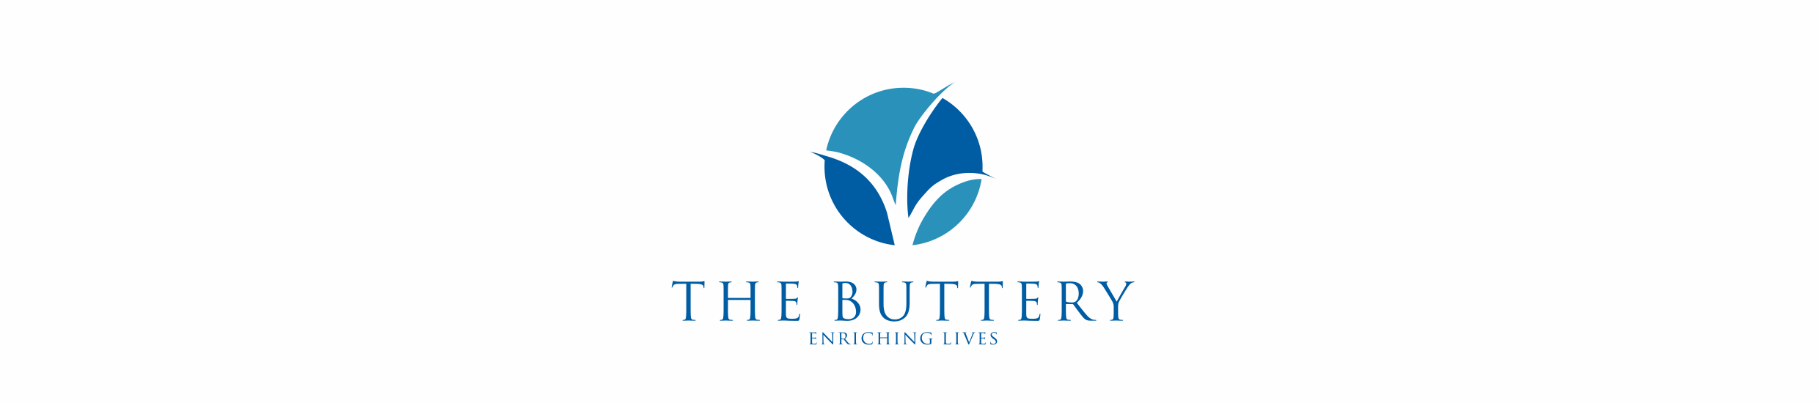 THE BUTTERY
ENRICHING LIVES